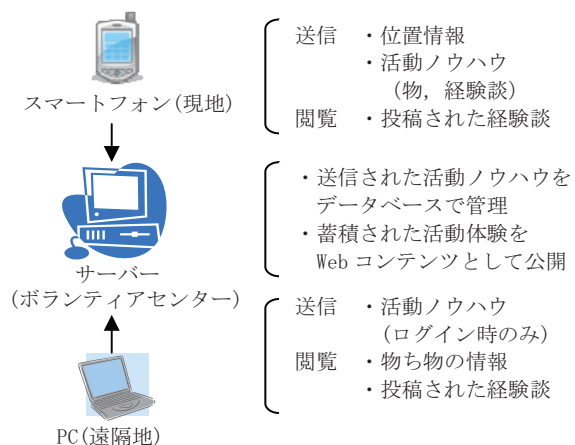 送信 ・位置情報
・活動ノウハウ
(物，経験談)
閲覧 ・投稿された経験談
スマートフォン(現地)
・送信された活動ノウハウを
データベースで管理
・蓄積された活動体験を
Web コンテンツとして公開
サーバー
(ボランティアセンター)
送信 ・活動ノウハウ
(ログイン時のみ)
閲覧 ・物ち物の情報
・投稿された経験談
PC(遠隔地)